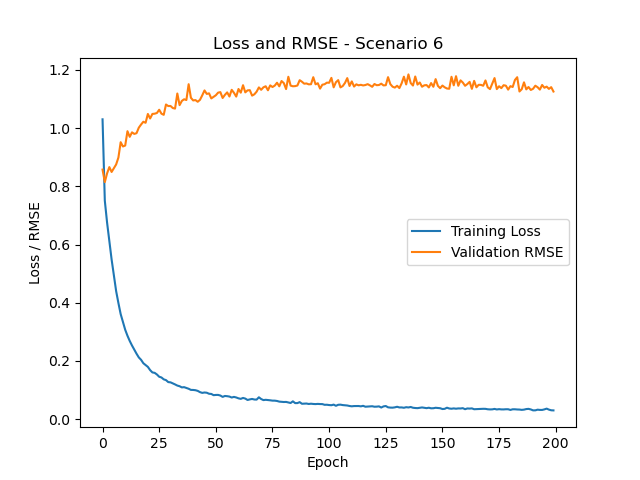 Loss and RMSE - Scenario 6
1.2
1.0
0.8
0.6
0.4
0.2
0.0
Loss / RMSE
Training Loss
Validation RMSE
0 25 50 75 100 125 150 175 200
Epoch